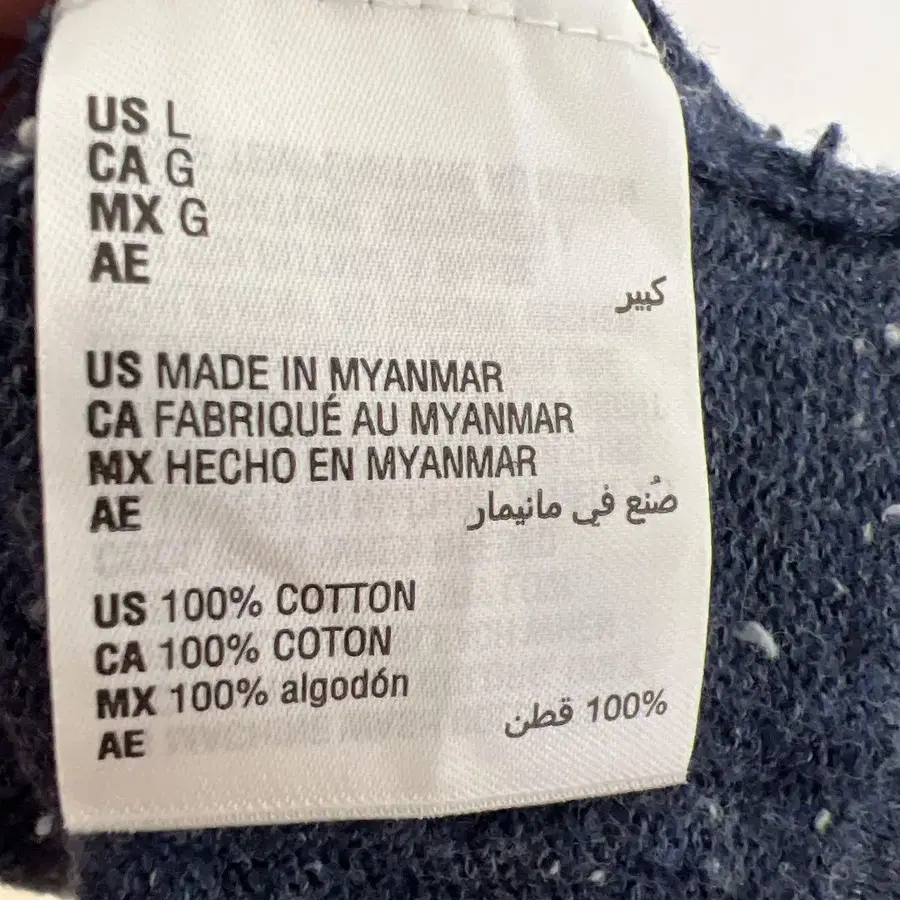 US L
CA G
MX G
AE
كبير
US MADE IN MYANMAR
CA FABRIQUÉ AU MYANMAR
MX HECHO EN MYANMAR
AE صُنع في مانيمار
US 100% COTTON
CA 100% COTON
MX 100% algodón
AE 100% قطن